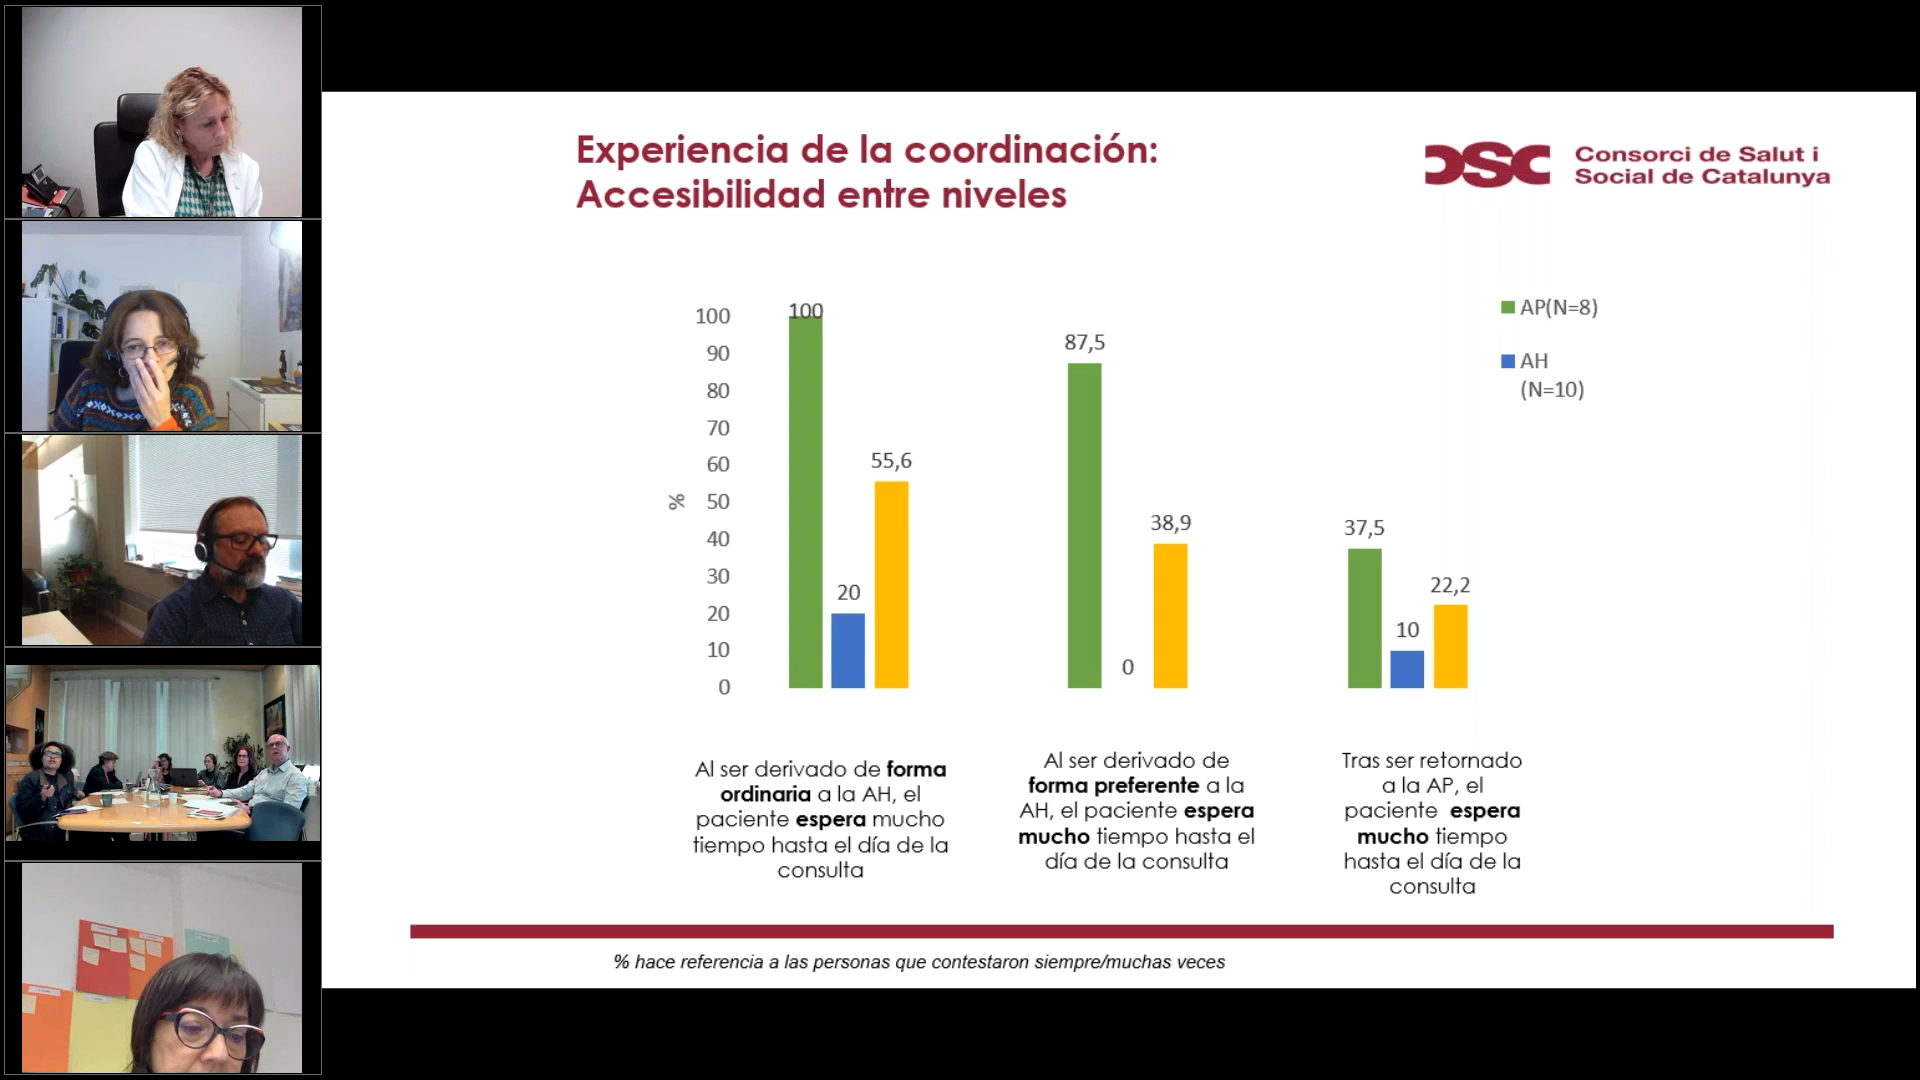 Experiencia de la coordinación:
Accesibilidad entre niveles
CSC
Consorci de Salut i
Social de Catalunya
%
100
90
80
70
60
50
40
30
20
10
0
100
20
55,6
87,5
0
38,9
37,5
10
22,2
AP(N=8)
AH
(N=10)
Al ser derivado de forma
ordinaria a la AH, el
paciente espera mucho
tiempo hasta el día de la
consulta
Al ser derivado de
forma preferente a la
AH, el paciente espera
mucho tiempo hasta el
día de la consulta
Tras ser retornado
a la AP, el
paciente espera
mucho tiempo
hasta el día de la
consulta
% hace referencia a las personas que contestaron siempre/muchas veces